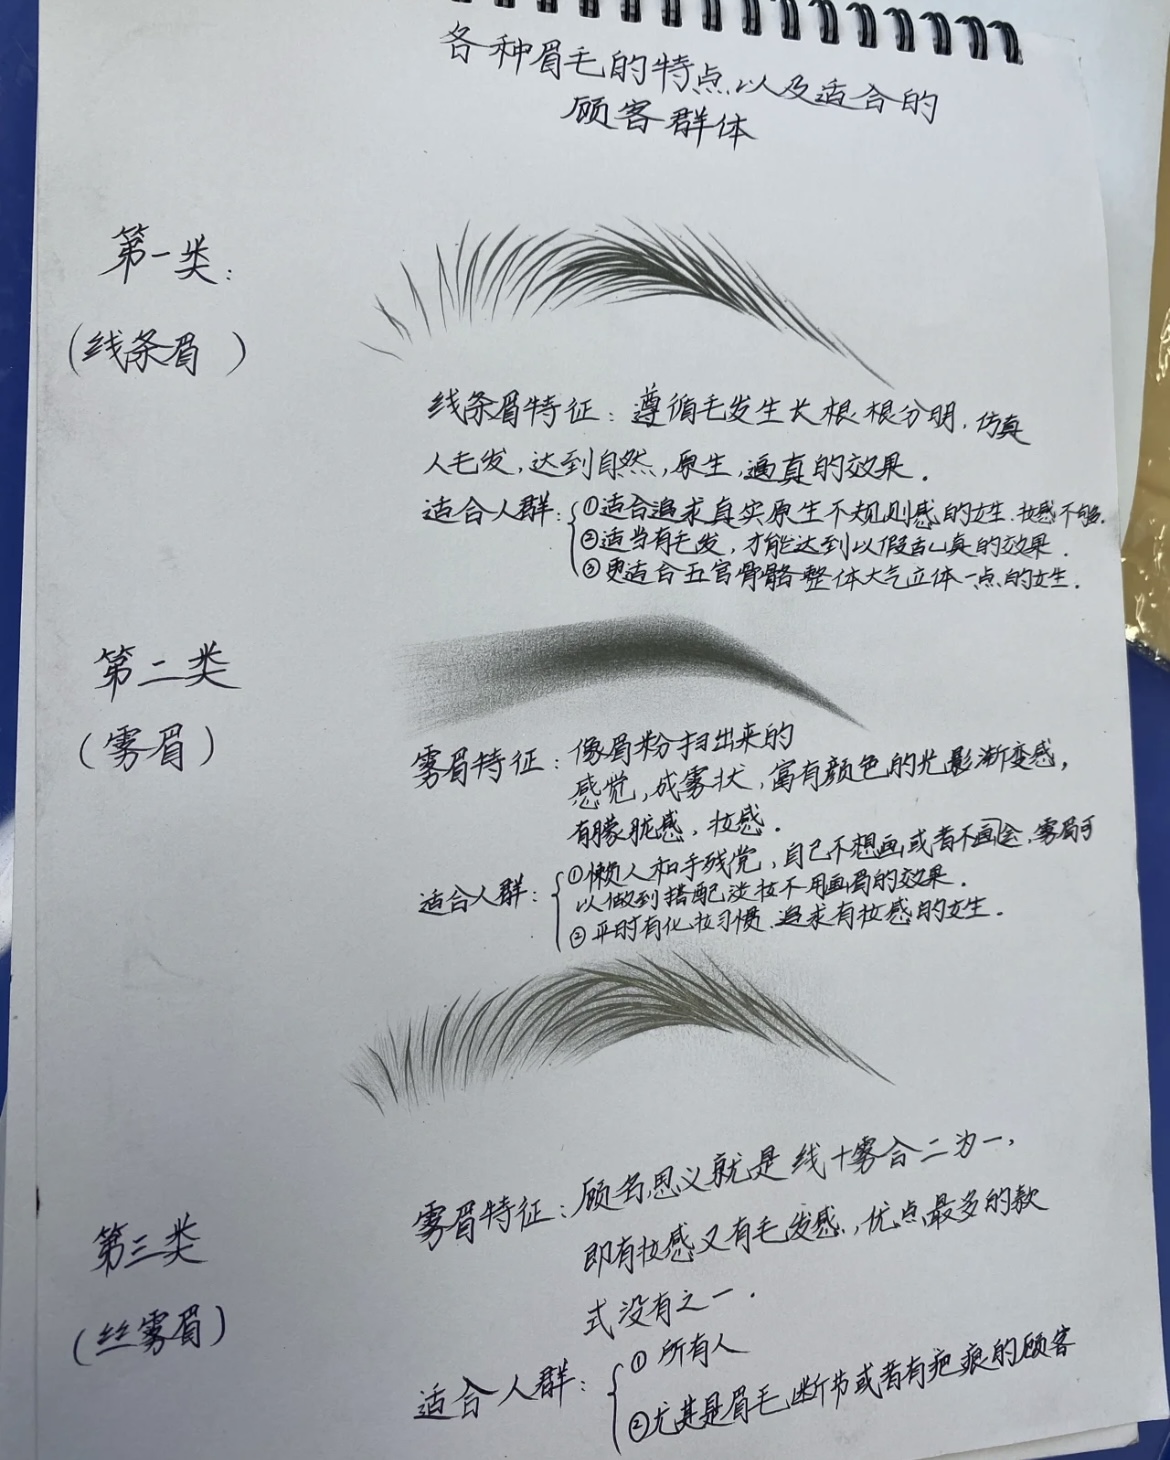 各种眉毛的特点以及适合的
顾客群体
第一类:
(线条眉 )
线条眉特征:遵循毛发生长根根分明,仿真
人毛发,达到自然,原生,逼真的效果.
适合人群:①适合追求真实原生不规则感的女生.妆感不够.
②适当有毛发,才能达到以假乱真的效果.
③更适合五官骨骼整体大气立体一点的女生.
第二类
(雾眉)
雾眉特征:像眉粉扫出来的
感觉,成雾状,富有颜色的光影渐变感,
有朦胧感,妆感.
适合人群:①懒人和手残党,自己不想画或者不画会,雾眉可
以做到搭配淡妆不用画眉的效果.
②平时有化妆习惯.追求有妆感的女生.
第三类
(丝雾眉)
雾眉特征:顾名思义就是线+雾合二为一,
即有妆感又有毛发感,优点最多的款
式没有之一.
适合人群:①所有人
②尤其是眉毛断节或者有疤痕的顾客